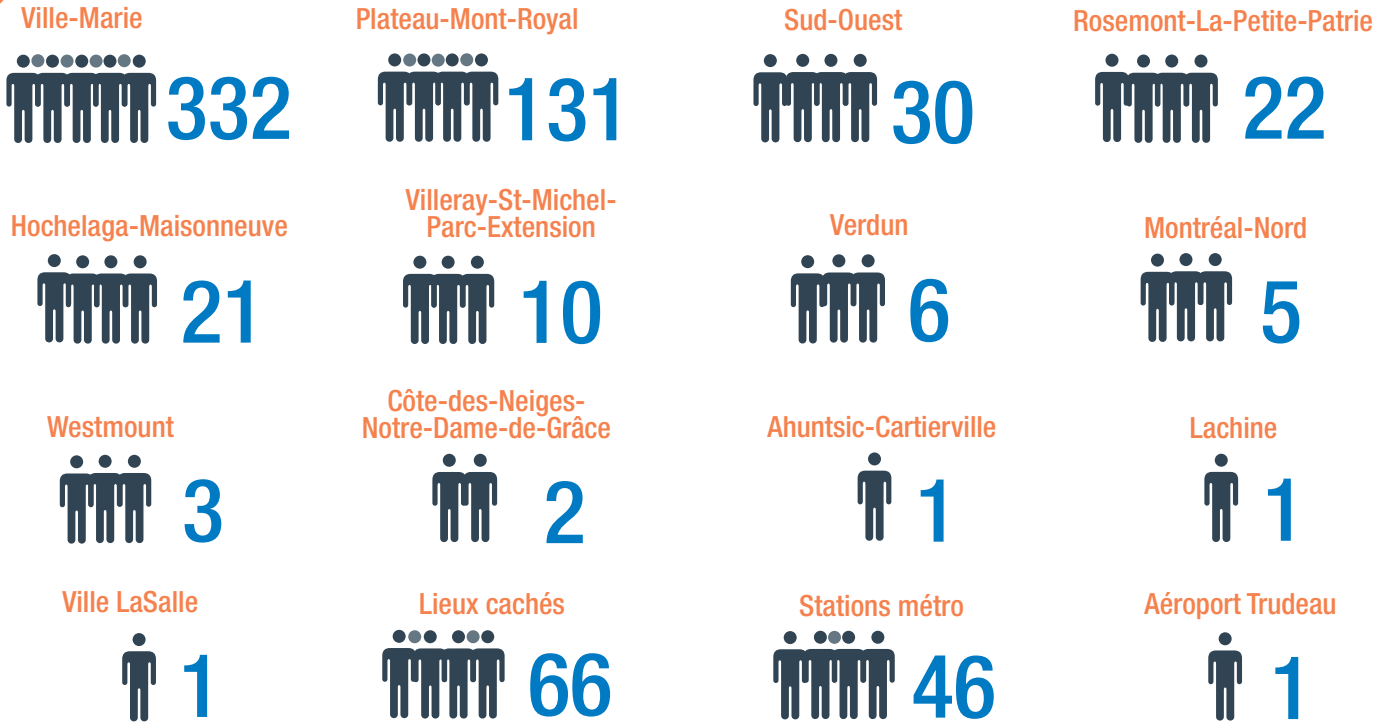 Ville-Marie
332
Plateau-Mont-Royal
131
Sud-Ouest
30
Rosemont-La-Petite-Patrie
22
Hochelaga-Maisonneuve
21
Villeray-St-Michel-
Parc-Extension
10
Verdun
6
Montréal-Nord
5
Westmount
3
Côte-des-Neiges-
Notre-Dame-de-Grâce
2
Ahuntsic-Cartierville
1
Lachine
1
Ville LaSalle
1
Lieux cachés
66
Stations métro
46
Aéroport Trudeau
1